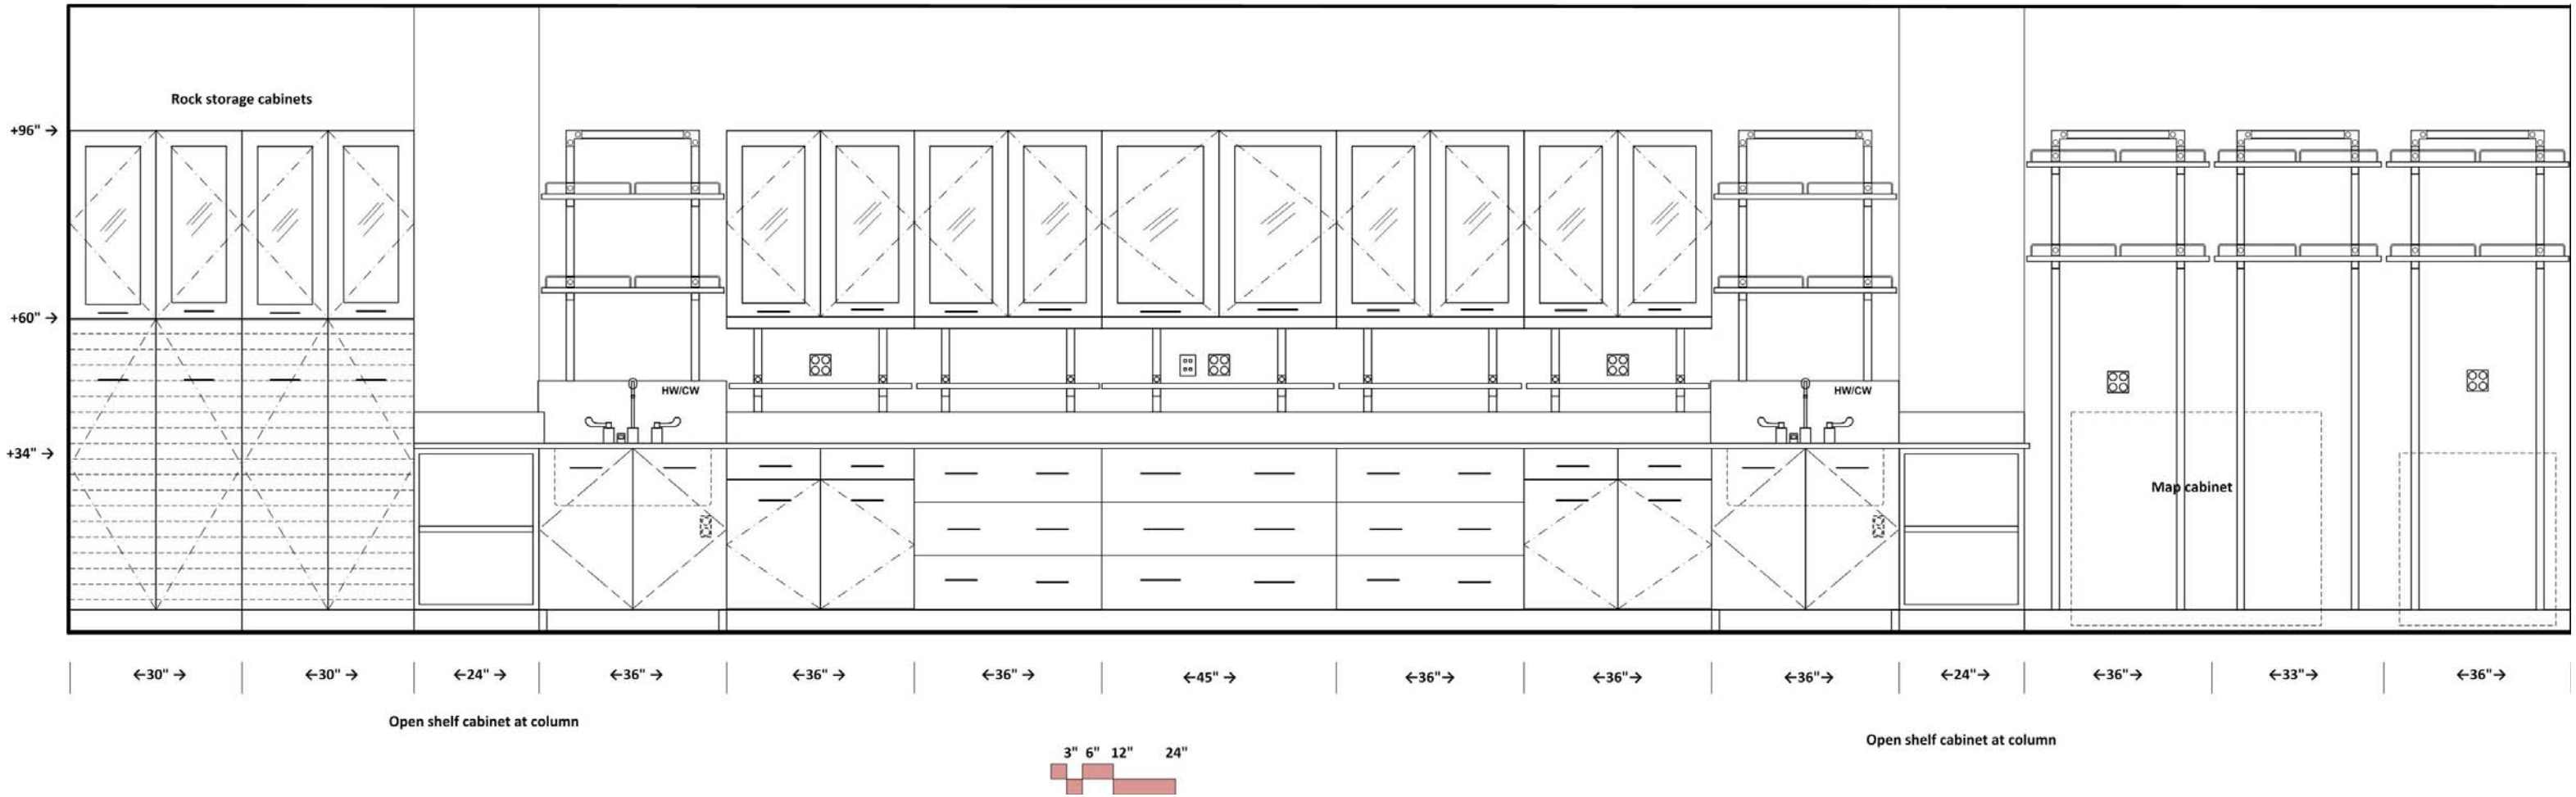 Rock storage cabinets
+96" →
+60" →
HW/CW
HW/CW
+34" →
Map cabinet
←30" →
←30" →
←24" →
←36" →
←36" →
←36" →
←45" →
←36"→
←36"→
←36"→
←24"→
←36"→
←33"→
←36"→
Open shelf cabinet at column
Open shelf cabinet at column
3" 6" 12" 24"